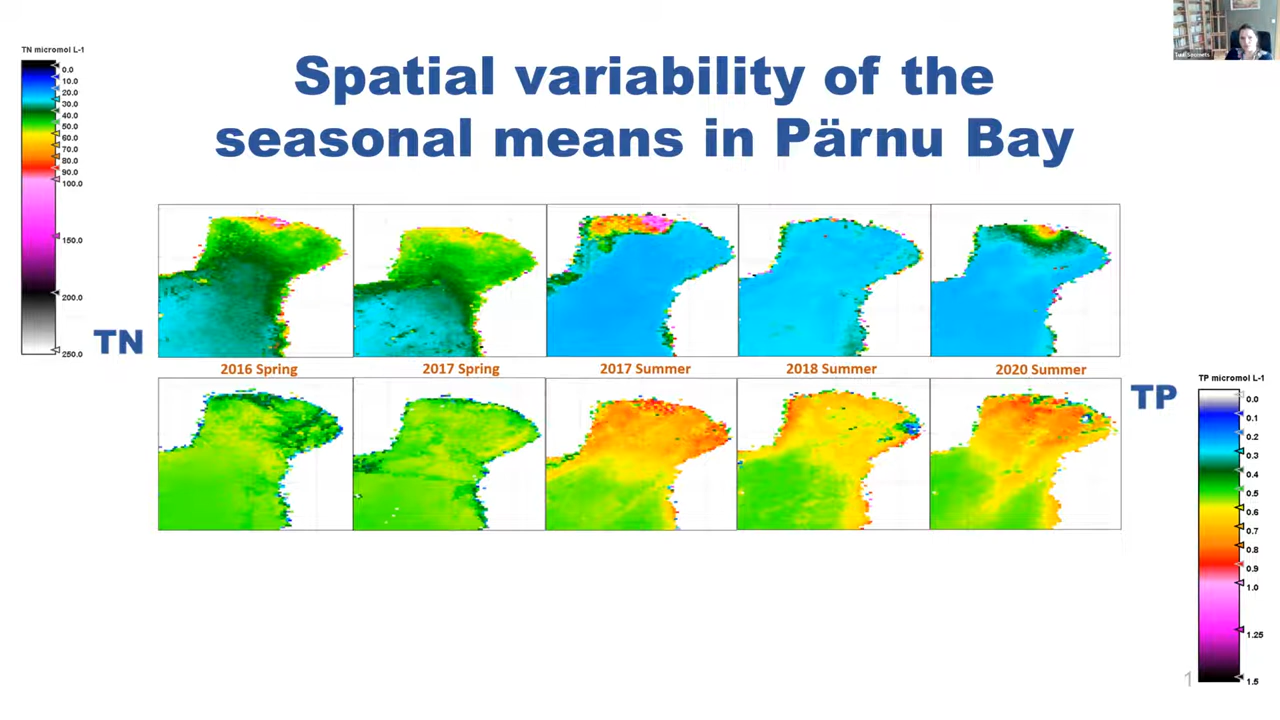 TN micromol L-1
Spatial variability of the
seasonal means in Pärnu Bay
0.0
10.0
20.0
30.0
40.0
50.0
60.0
70.0
80.0
90.0
100.0
150.0
200.0
250.0
TN
2016 Spring
2017 Spring
2017 Summer
2018 Summer
2020 Summer
TP
TP micromol L-1
0.0
0.1
0.2
0.3
0.4
0.5
0.6
0.7
0.8
0.9
1.0
1.25
1.5
1